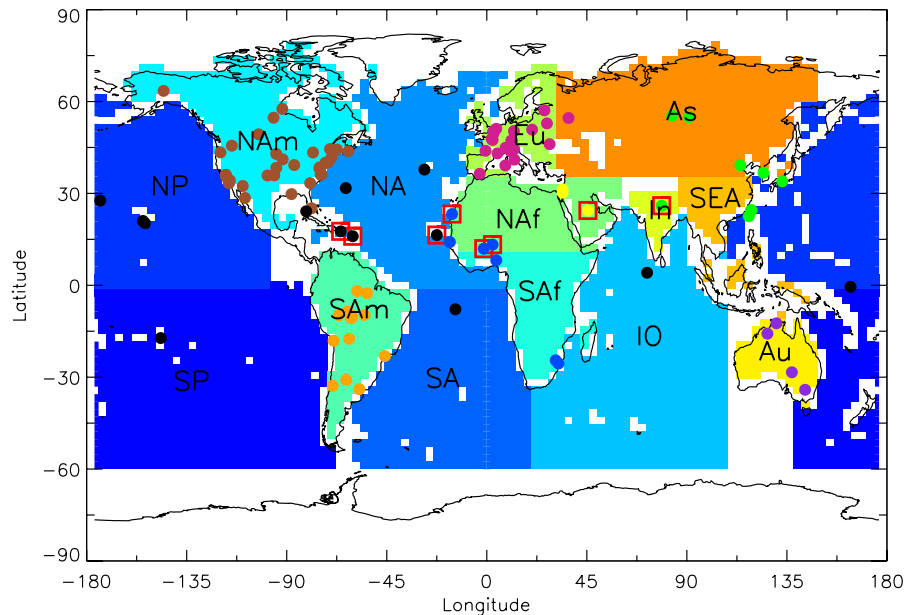 90
60
30
0
−30
−60
−90
Latitude
As
NAm
Eu
NP
NA
NAf
In
SEA
SAm
SAf
IO
Au
SP
SA
−180 −135 −90 −45 0 45 90 135 180
Longitude